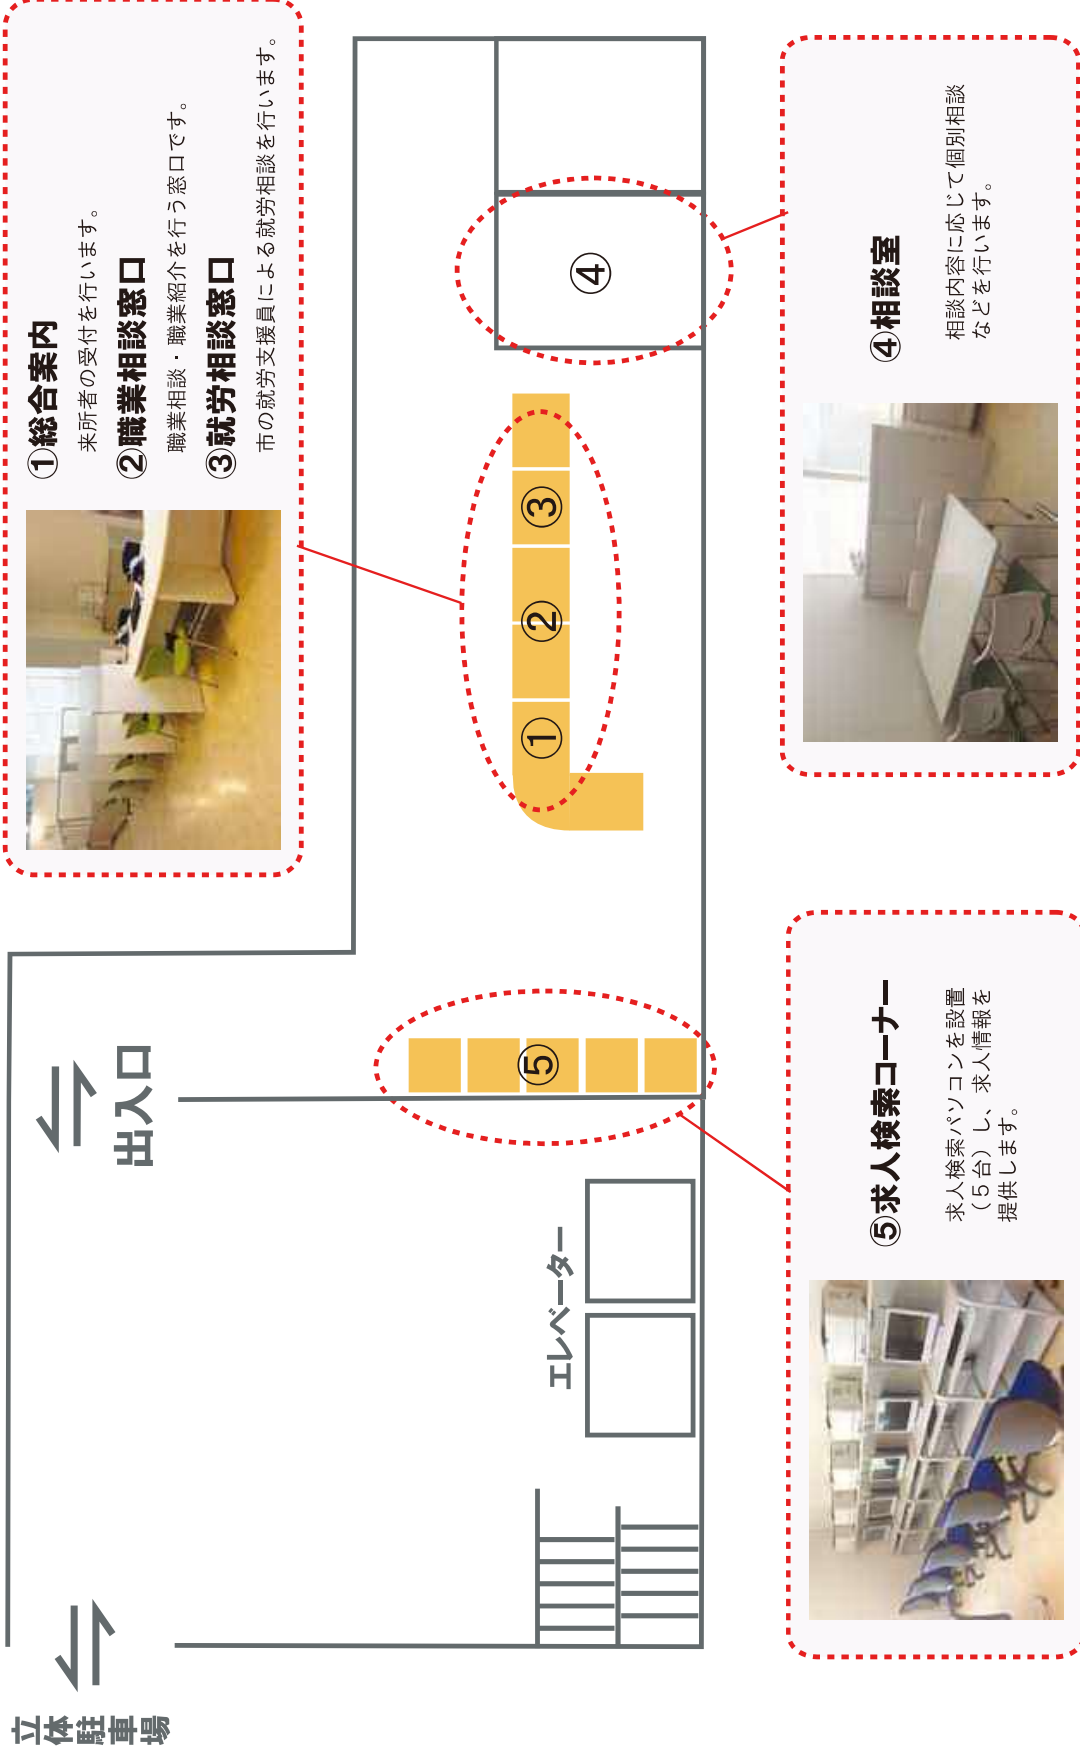 ①総合案内
来所者の受付を行います。
②職業相談窓口
職業相談・職業紹介を行う窓口です。
③就労相談窓口
市の就労支援員による就労相談を行います。
④相談室
相談内容に応じて個別相談
などを行います。
⑤求人検索コーナー
求人検索パソコンを設置
（５台）し、求人情報を
提供します。
立体
駐車場
出入口
エレベーター
⑤
①
②
③
④